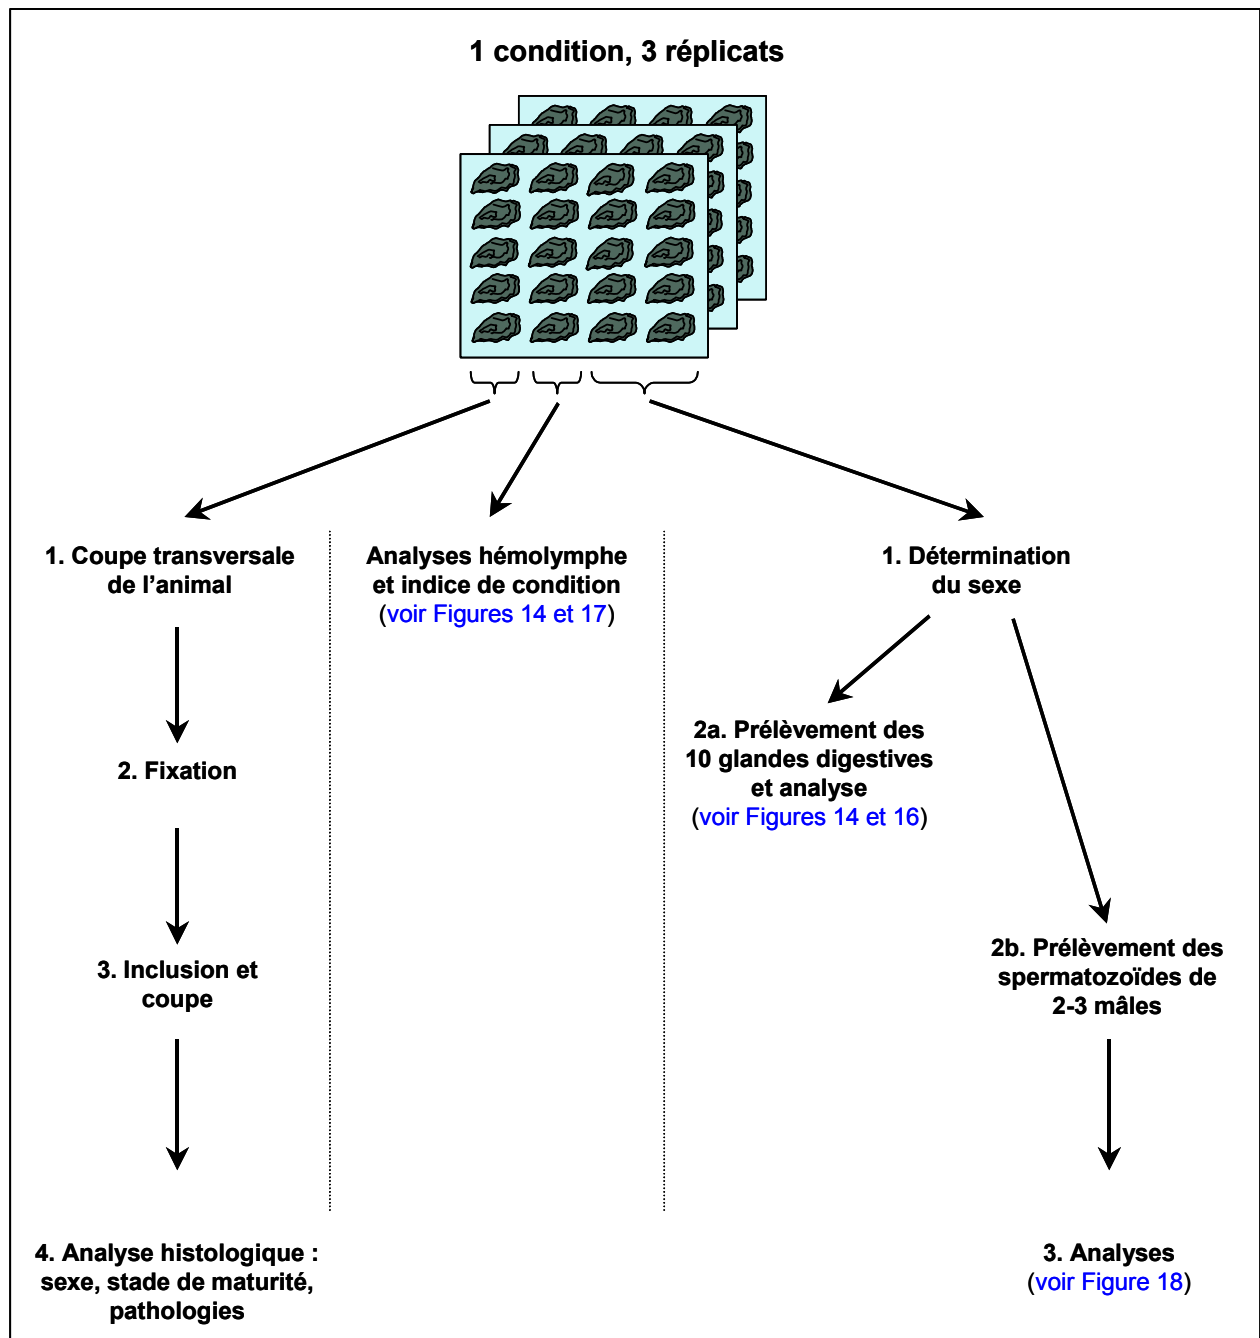 1 condition, 3 réplicats
1. Coupe transversale
de l'animal
2. Fixation
3. Inclusion et
coupe
4. Analyse histologique :
sexe, stade de maturité,
pathologies
Analyses hémolymphe
et indice de condition
(voir Figures 14 et 17)
1. Détermination
du sexe
2a. Prélèvement des
10 glandes digestives
et analyse
(voir Figures 14 et 16)
2b. Prélèvement des
spermatozoïdes de
2-3 mâles
3. Analyses
(voir Figure 18)